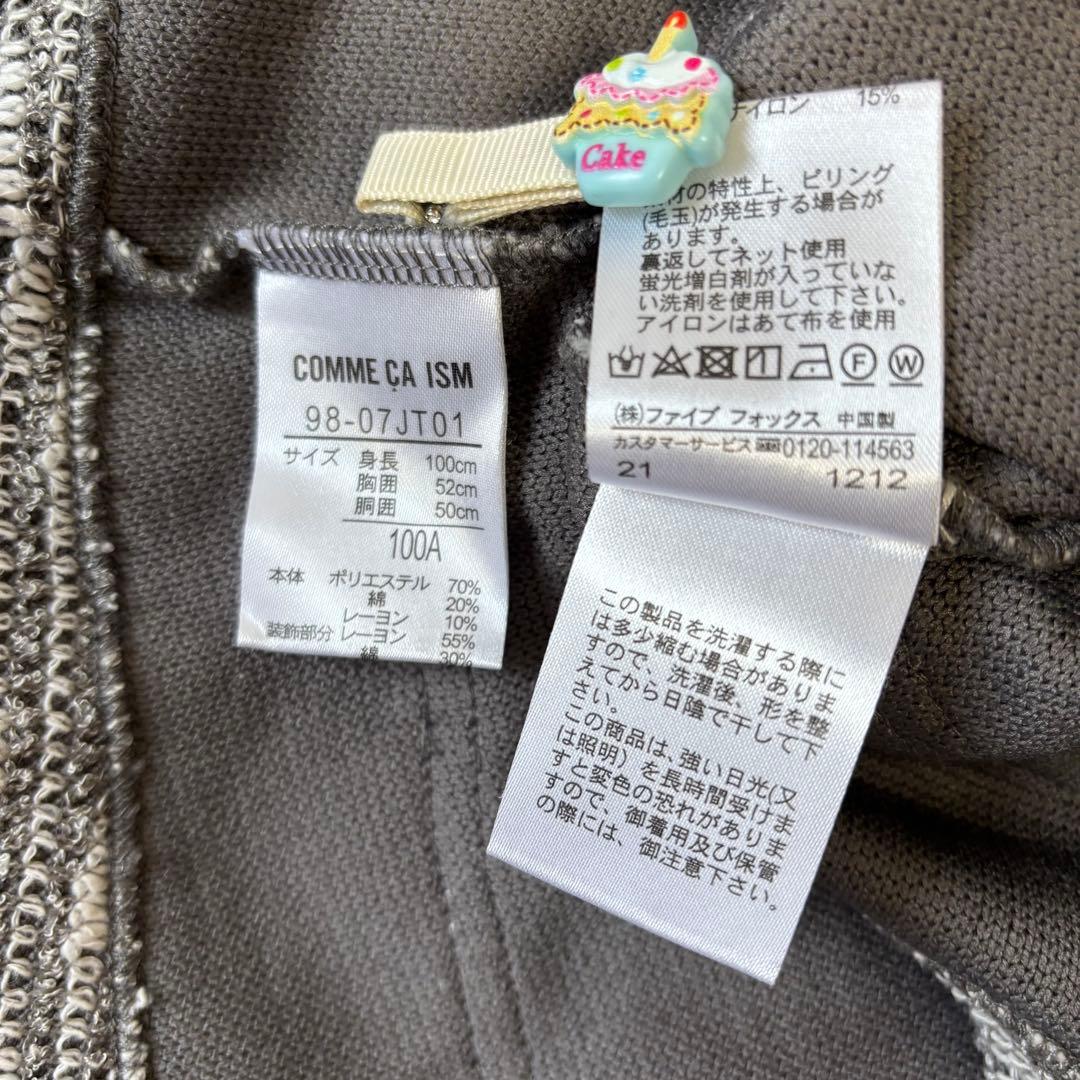 COMME ÇA ISM
98-07JT01
サイズ 身長 100cm
胸囲 52cm
胴囲 50cm
100A
本体 ポリエステル 70%
綿 20%
レーヨン 10%
装飾部分 レーヨン 55%
綿 30%
Cake
イロン 15%
の特性上、ピリング
(毛玉)が発生する場合が
あります。
裏返してネット使用
蛍光増白剤が入っていな
い洗剤を使用して下さい。
アイロンはあて布を使用
F W
(株)ファイブ フォックス 中国製
カスタマーサービス 0120-114563
21 1212
この製品を洗濯する際に
は多少縮む場合がありま
すので、洗濯後、形を整
えてから日陰で干して下
さい。
この商品は、強い日光(又
は照明)を長時間受けま
すと変色の恐れがありま
すので、御着用及び保管
の際には、御注意下さい。